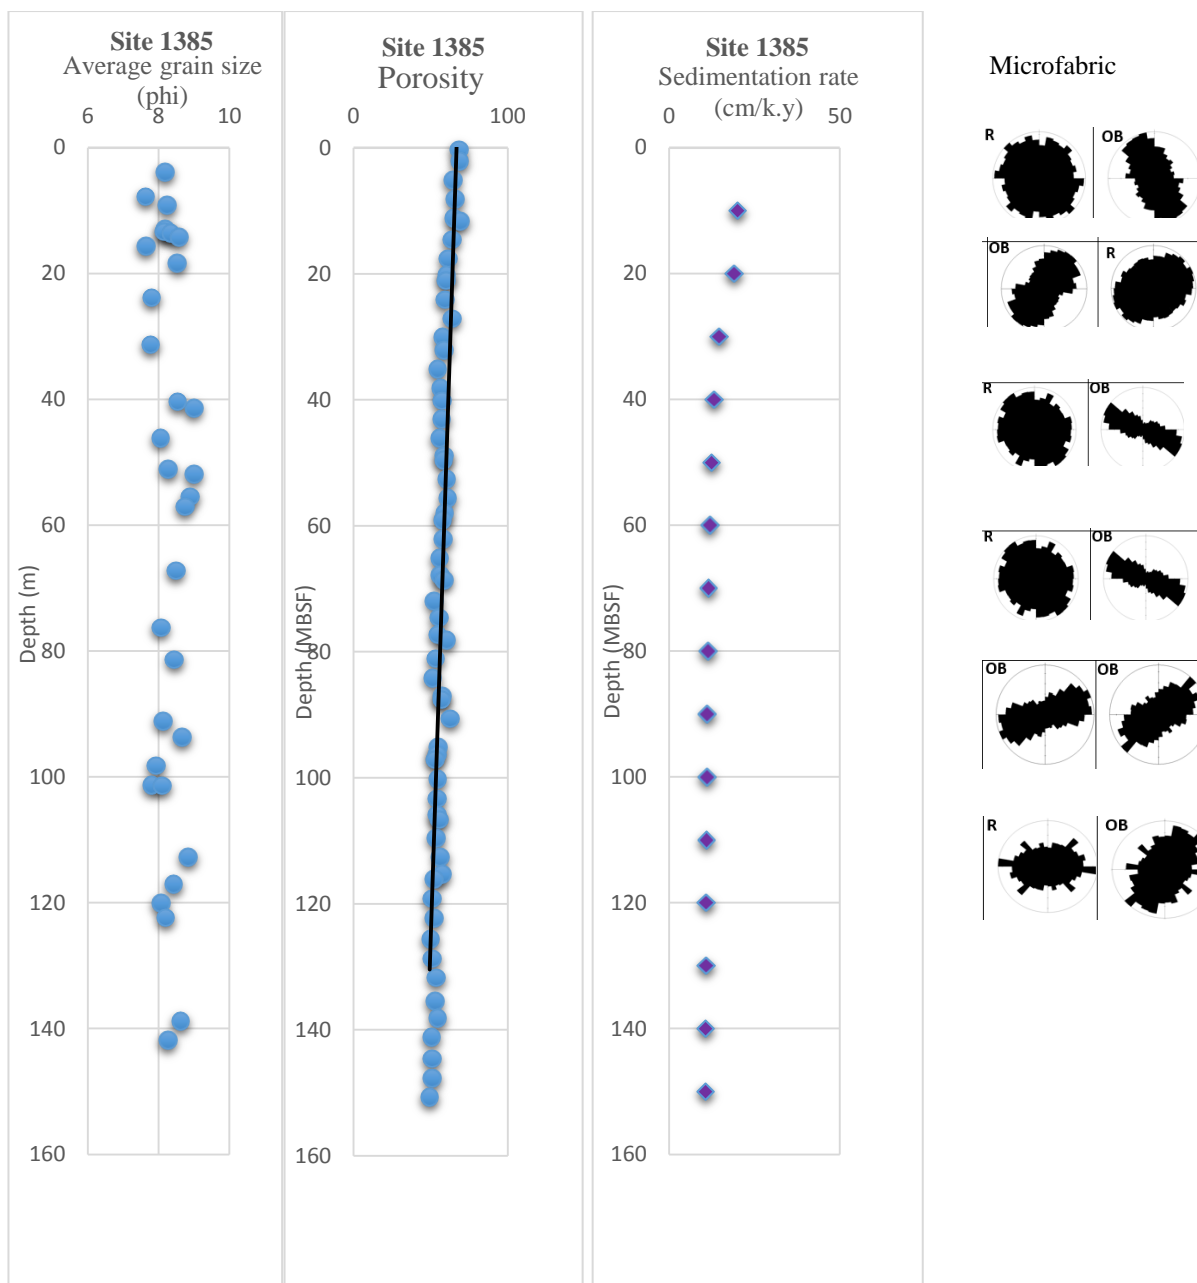 Site 1385
Average grain size
(phi)
6 8 10
0
20
40
60
80
100
120
140
160
Depth (m)
Site 1385
Porosity
0 100
0
20
40
60
80
100
120
140
160
Depth (MBSF)
Site 1385
Sedimentation rate
(cm/k.y)
0 50
0
20
40
60
80
100
120
140
160
Depth (MBSF)
Microfabric
R OB
OB R
R OB
R OB
OB OB
R OB